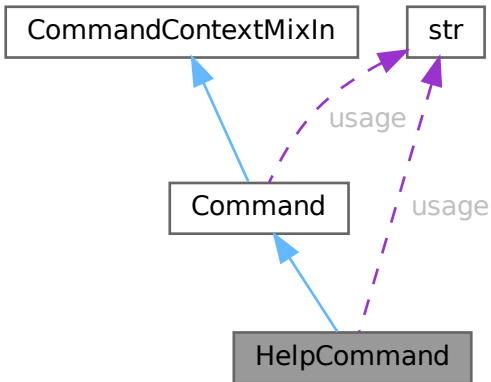 CommandContextMixIn
str
usage
Command
usage
HelpCommand